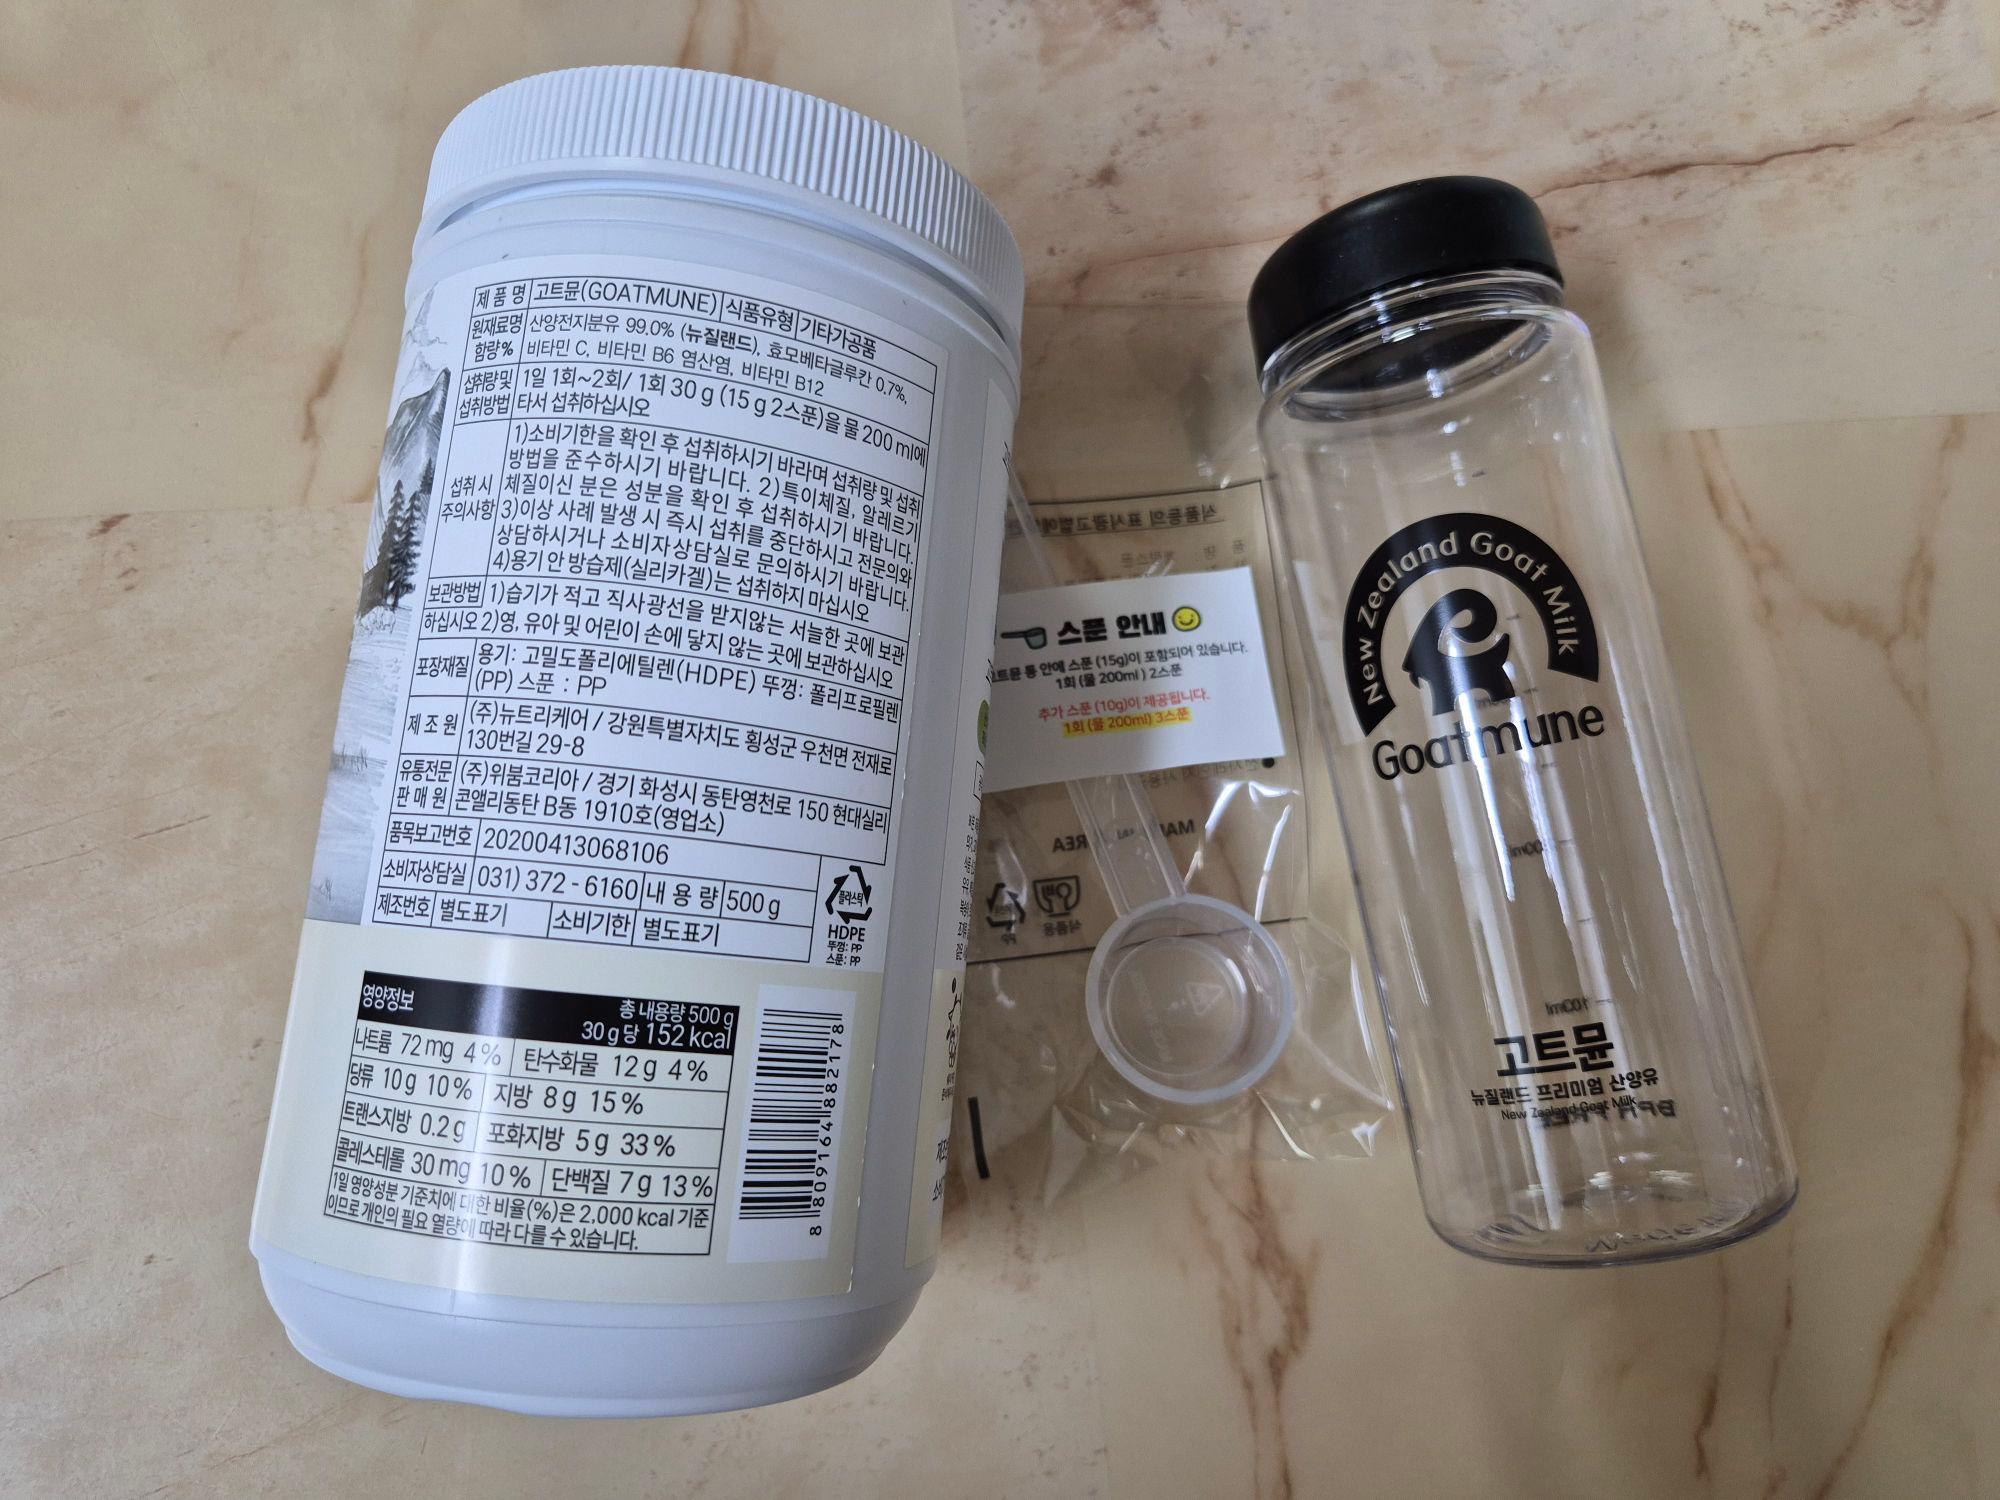 제 품 명 고트뮨(GOATMUNE) 식품유형 기타가공품
원재료명 함량% 산양전지분유 99.0% (뉴질랜드), 효모베타글루칸 0.7%,
비타민 C, 비타민 B6 염산염, 비타민 B12
섭취량 및 섭취방법 1일 1회~2회/ 1회 30 g (15 g 2스푼)을 물 200 ml에
타서 섭취하십시오
섭취 시 주의사항 1)소비기한을 확인 후 섭취하시기 바라며 섭취량 및 섭취
방법을 준수하시기 바랍니다. 2)특이체질, 알레르기
체질이신 분은 성분을 확인 후 섭취하시기 바랍니다.
3)이상 사례 발생 시 즉시 섭취를 중단하시고 전문의와
상담하시거나 소비자상담실로 문의하시기 바랍니다.
4)용기 안 방습제(실리카겔)는 섭취하지 마십시오
보관방법 1)습기가 적고 직사광선을 받지않는 서늘한 곳에 보관
하십시오 2)영, 유아 및 어린이 손에 닿지 않는 곳에 보관하십시오
포장재질 용기: 고밀도폴리에틸렌(HDPE) 뚜껑: 폴리프로필렌
(PP) 스푼 : PP
제 조 원 (주)뉴트리케어 / 강원특별자치도 횡성군 우천면 전재로
130번길 29-8
유통전문 판 매 원 (주)위붐코리아 / 경기 화성시 동탄영천로 150 현대실리
콘앨리동탄 B동 1910호(영업소)
품목보고번호 20200413068106
소비자상담실 031) 372 - 6160 내 용 량 500 g
제조번호 별도표기 소비기한 별도표기
플라스틱
HDPE
뚜껑: PP
스푼: PP
영양정보 총 내용량 500 g
30 g 당 152 kcal
나트륨 72 mg 4 % 탄수화물 12 g 4 %
당류 10 g 10 % 지방 8 g 15 %
트랜스지방 0.2 g 포화지방 5 g 33 %
콜레스테롤 30 mg 10 % 단백질 7 g 13 %
1일 영양성분 기준치에 대한 비율(%)은 2,000 kcal 기준
이므로 개인의 필요 열량에 따라 다를 수 있습니다.
8 809164 882178
스푼 안내
트뮨 통 안에 스푼 (15g)이 포함되어 있습니다.
1회 (물 200ml ) 2스푼
추가 스푼 (10g)이 제공됩니다.
1회 (물 200ml) 3스푼
New Zealand Goat Milk
Goatmune
100ml
고트뮨
뉴질랜드 프리미엄 산양유
New Zealand Goat Milk